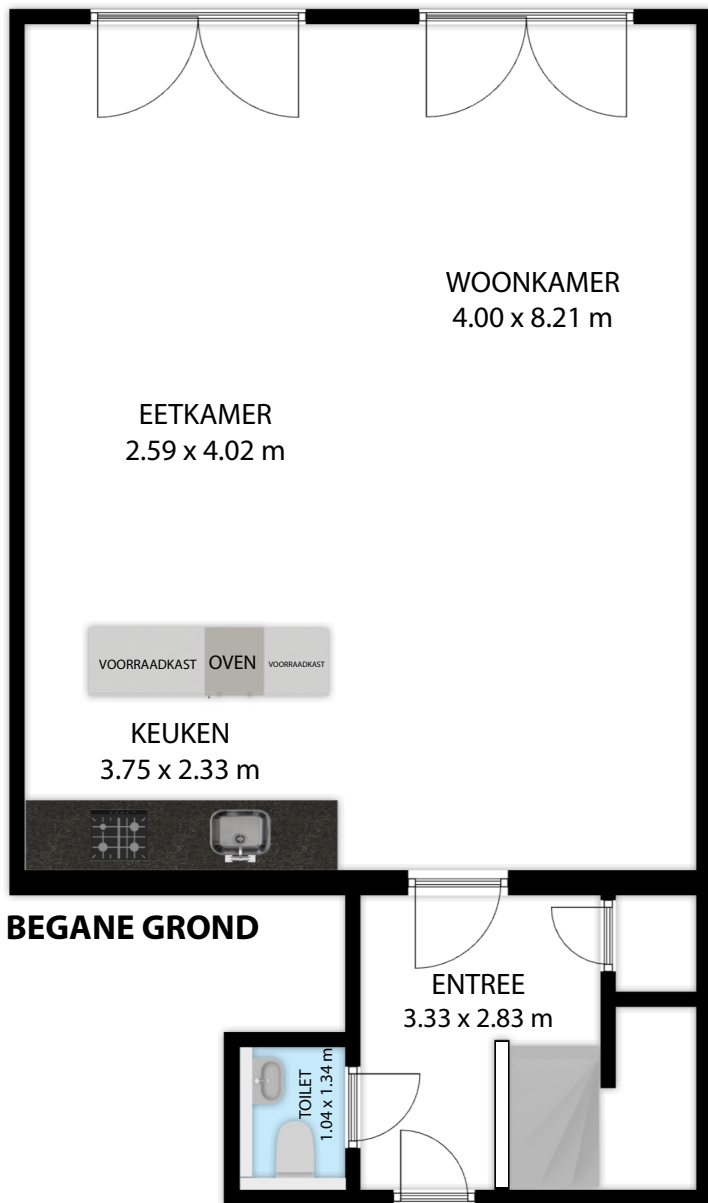 WOONKAMER
4.00 x 8.21 m
EETKAMER
2.59 x 4.02 m
VOORRAADKAST OVEN VOORRAADKAST
KEUKEN
3.75 x 2.33 m
BEGANE GROND
ENTREE
3.33 x 2.83 m
TOILET
1.04 x 1.34 m